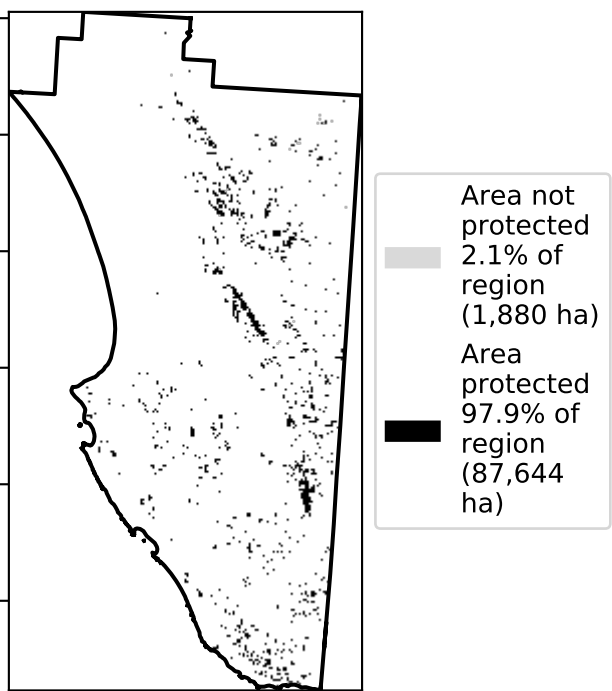 Area not
protected
2.1% of
region
(1,880 ha)
Area
protected
97.9% of
region
(87,644
ha)